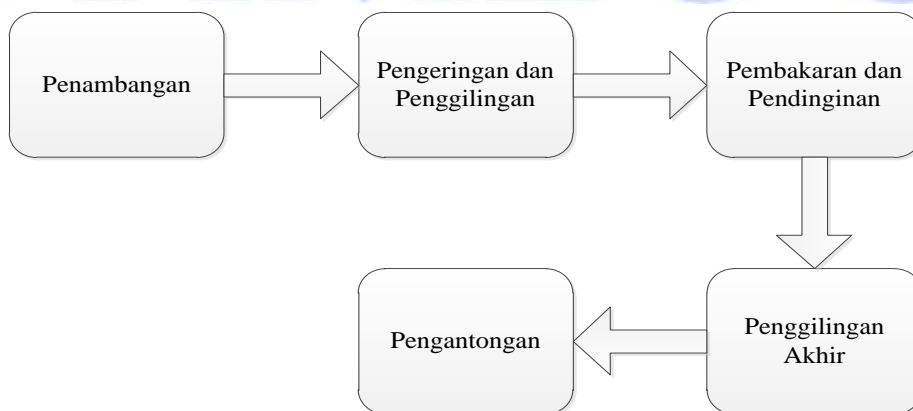 Penambangan
Pengeringan dan
Penggilingan
Pembakaran dan
Pendinginan
Penggilingan
Akhir
Pengantongan